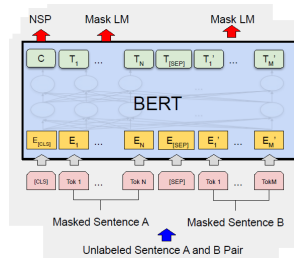 NSP Mask LM Mask LM
C T1 ... TN T[SEP] T1' ... TM'
BERT
E[CLS] E1 ... EN E[SEP] E1' ... EM'
[CLS] Tok 1 ... Tok N [SEP] Tok 1 ... TokM
Masked Sentence A Masked Sentence B
Unlabeled Sentence A and B Pair